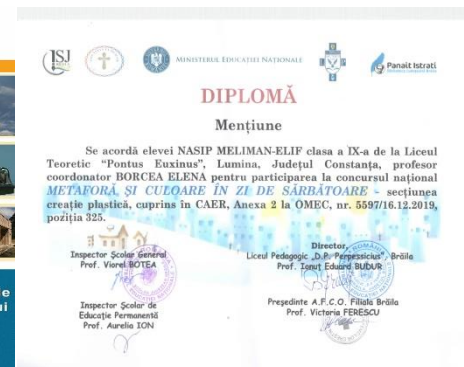 ISJ
MINISTERUL EDUCAȚIEI NAȚIONALE
Panait Istrati
DIPLOMĂ
Mențiune
Se acordă elevei NASIP MELIMAN-ELIF clasa a IX-a de la Liceul
Teoretic “Pontus Euxinus”, Lumina, Județul Constanța, profesor
coordonator BORCEA ELENA pentru participarea la concursul național
METAFORĂ ȘI CULOARE ÎN ZI DE SĂRBĂTOARE - secțiunea
creație plastică, cuprins în CAER, Anexa 2 la OMEC, nr. 5597/16.12.2019,
poziția 325.
Inspector Școlar General
Prof. Viorel BOTEA
Director,
Liceul Pedagogic „D.P. Perpessicius”, Brăila
Prof. Ionuț Eduard BUDUR
Inspector Școlar de
Educație Permanentă
Prof. Aurelia ION
Președinte A.F.C.O. Filiala Brăila
Prof. Victoria FERESCU
le
ui